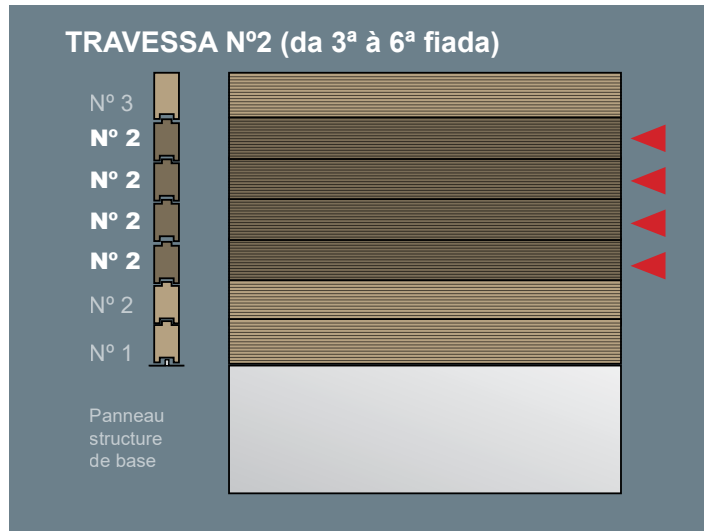 TRAVESSA Nº2 (da 3ª à 6ª fiada)
Nº 3
Nº 2
Nº 2
Nº 2
Nº 2
Nº 2
Nº 1
Panneau
structure
de base